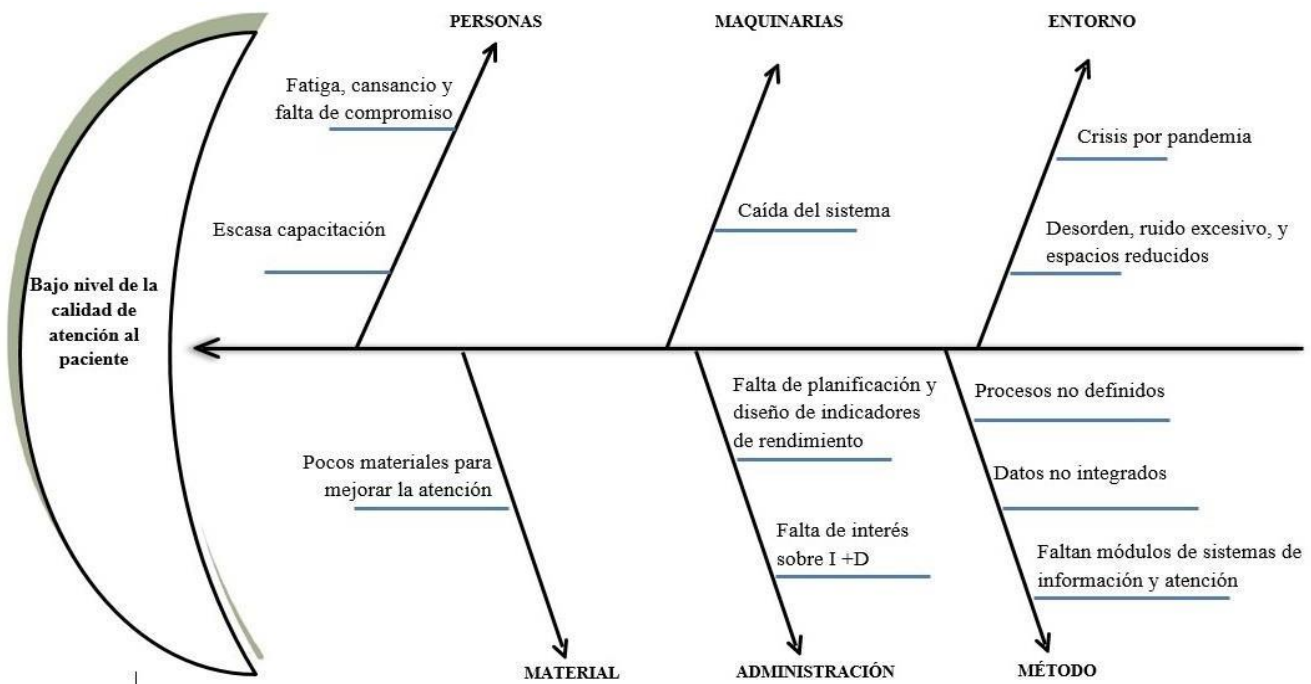 PERSONAS
MAQUINARIAS
ENTORNO
Fatiga, cansancio y
falta de compromiso
Crisis por pandemia
Caída del sistema
Escasa capacitación
Desorden, ruido excesivo, y
espacios reducidos
Bajo nivel de la
calidad de
atención al
paciente
Falta de planificación y
diseño de indicadores
de rendimiento
Procesos no definidos
Pocos materiales para
mejorar la atención
Datos no integrados
Falta de interés
sobre I +D
Faltan módulos de sistemas de
información y atención
MATERIAL
ADMINISTRACIÓN
MÉTODO